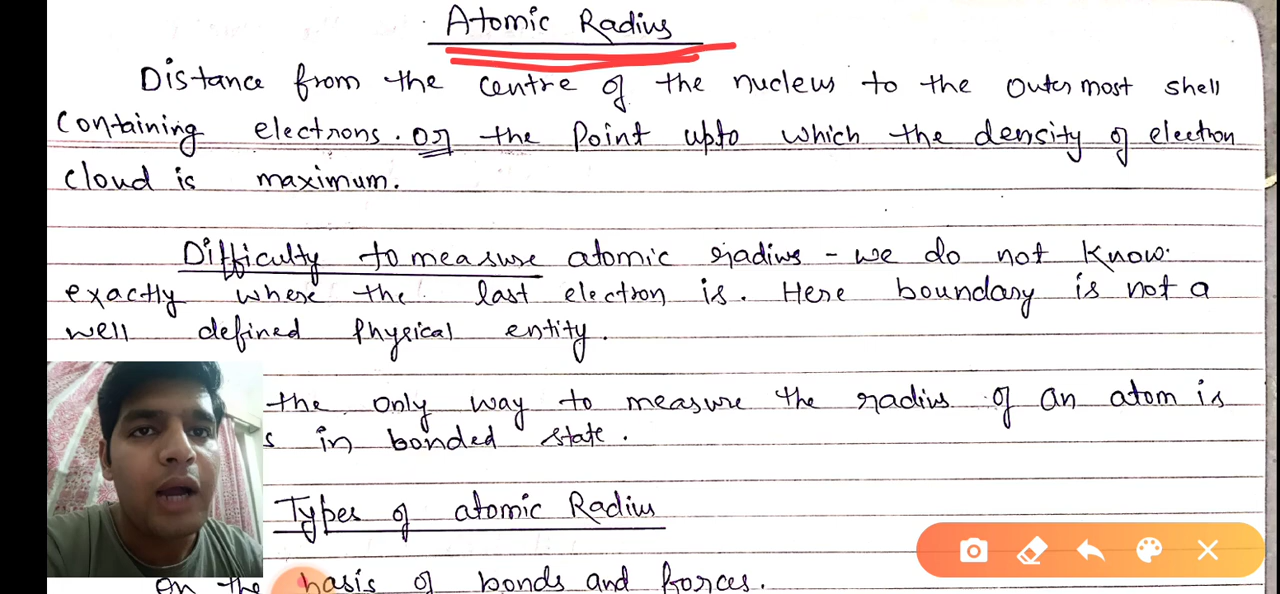 Atomic Radius
Distance from the centre of the nucleus to the outermost shell
containing electrons. or the Point upto which the density of electron
cloud is maximum.
Difficulty to measure atomic radius - we do not know
exactly where the last electron is. Here boundary is not a
well defined Physical entity.
the only way to measure the radius of an atom is
s in bonded state.
Types of atomic Radius
on the basis of bonds and forces.